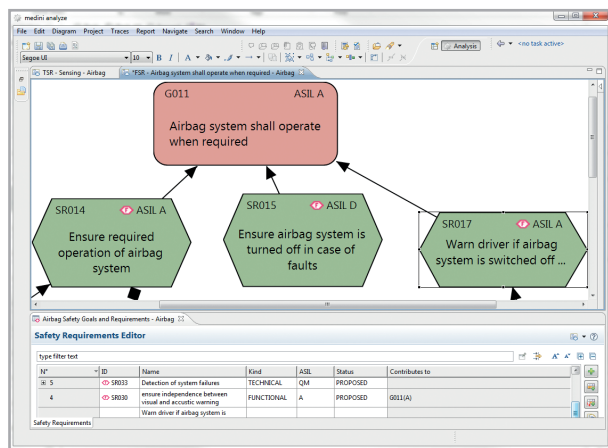 medini analyze
File Edit Diagram Project Traces Report Navigate Search Window Help
Analysis
<no task active>
Segoe UI 10 B I A
TSR - Sensing - Airbag *FSR - Airbag system shall operate when required - Airbag
G011 ASIL A
Airbag system shall operate
when required
SR014 ASIL A
Ensure required
operation of airbag
system
SR015 ASIL D
Ensure airbag system is
turned off in case of
faults
SR017 ASIL A
Warn driver if airbag
system is switched off ...
Airbag Safety Goals and Requirements - Airbag
Safety Requirements Editor
type filter text
N° ID Name Kind ASIL Status Contributes to
5 SR033 Detection of system failures TECHNICAL QM PROPOSED
4 SR030 ensure independence between
visual and accustic warning FUNCTIONAL A PROPOSED G011(A)
Warn driver if airbag system is
Safety Requirements